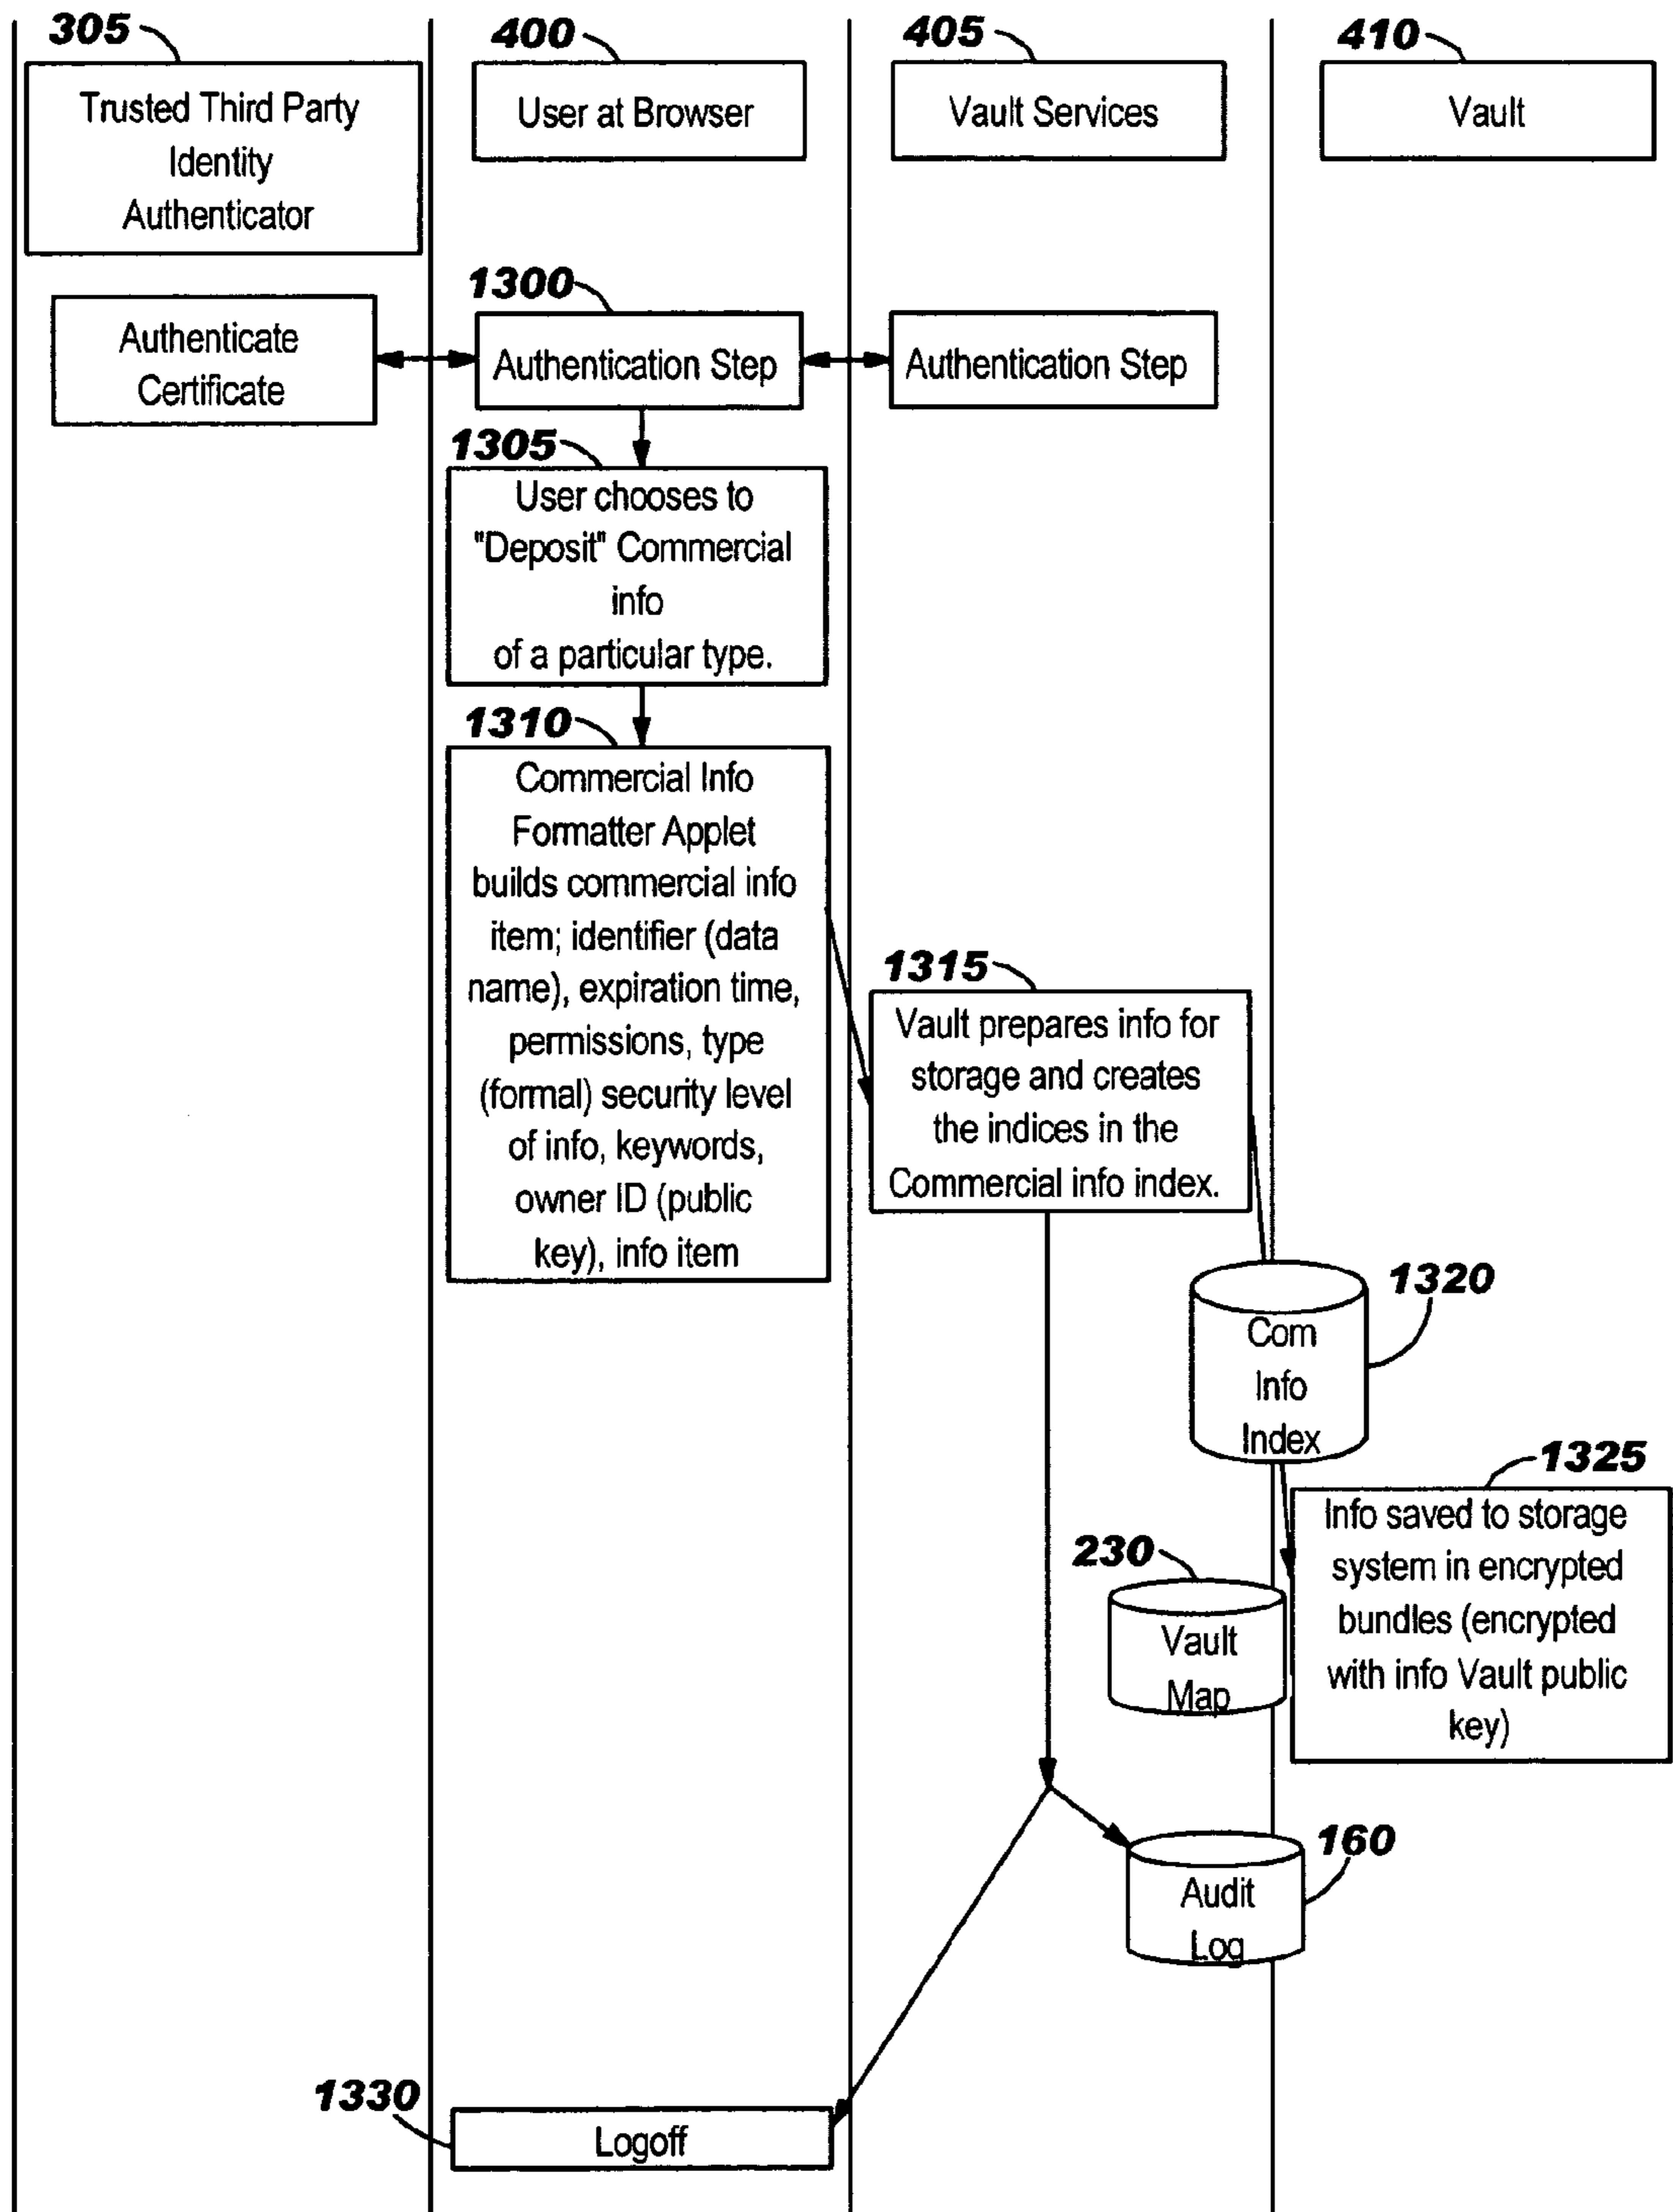 305
400
405
410
Trusted Third Party
Identity
Authenticator
User at Browser
Vault Services
Vault
1300
Authenticate
Certificate
Authentication Step
Authentication Step
1305
User chooses to
"Deposit" Commercial
info
of a particular type.
1310
Commercial Info
Formatter Applet
builds commercial info
item; identifier (data
name), expiration time,
permissions, type
(formal) security level
of info, keywords,
owner ID (public
key), info item
1315
Vault prepares info for
storage and creates
the indices in the
Commercial info index.
1320
Com
Info
Index
1325
Info saved to storage
system in encrypted
bundles (encrypted
with info Vault public
key)
230
Vault
Map
160
Audit
Log
1330
Logoff